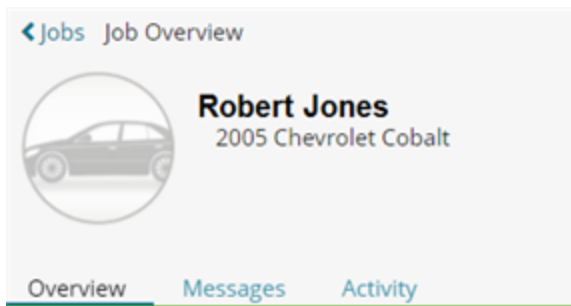 Jobs Job Overview
Robert Jones
2005 Chevrolet Cobalt
Overview Messages Activity